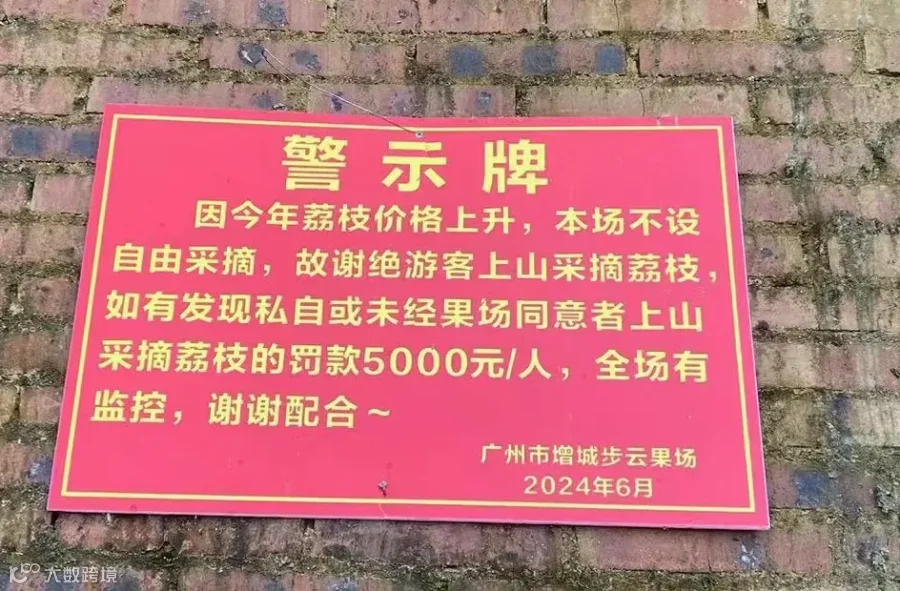 警示牌
因今年荔枝价格上升，本场不设
自由采摘，故谢绝游客上山采摘荔枝，
如有发现私自或未经果场同意者上山
采摘荔枝的罚款5000元/人，全场有
监控，谢谢配合~
广州市增城步云果场
2024年6月
大数跨境